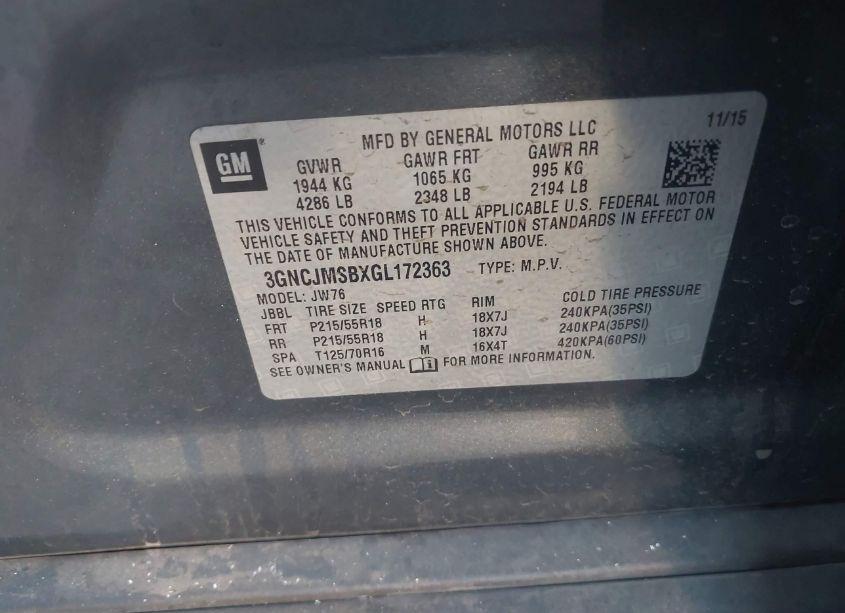 GM ®
MFD BY GENERAL MOTORS LLC 11/15
GVWR GAWR FRT GAWR RR
1944 KG 1065 KG 995 KG
4286 LB 2348 LB 2194 LB
THIS VEHICLE CONFORMS TO ALL APPLICABLE U.S. FEDERAL MOTOR
VEHICLE SAFETY AND THEFT PREVENTION STANDARDS IN EFFECT ON
THE DATE OF MANUFACTURE SHOWN ABOVE.
3GNCJMSBXGL172363 TYPE: M.P.V.
MODEL: JW76
JBBL TIRE SIZE SPEED RTG RIM COLD TIRE PRESSURE
FRT P215/55R18 H 18X7J 240KPA(35PSI)
RR P215/55R18 H 18X7J 240KPA(35PSI)
SPA T125/70R16 M 16X4T 420KPA(60PSI)
SEE OWNER'S MANUAL FOR MORE INFORMATION.